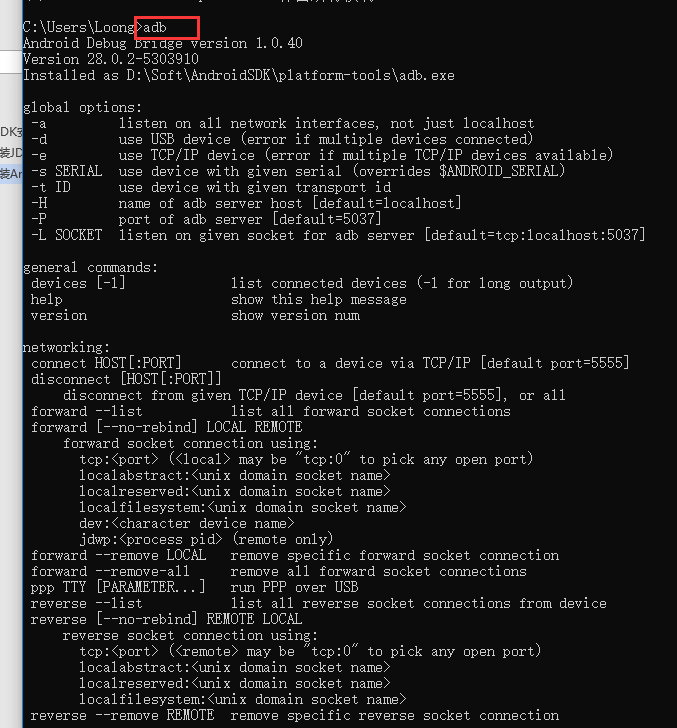 C:\Users\Loong>adb
Android Debug Bridge version 1.0.40
Version 28.0.2-5303910
Installed as D:\Soft\AndroidSDK\platform-tools\adb.exe
global options:
-a listen on all network interfaces, not just localhost
-d use USB device (error if multiple devices connected)
-e use TCP/IP device (error if multiple TCP/IP devices available)
-s SERIAL use device with given serial (overrides $ANDROID_SERIAL)
-t ID use device with given transport id
-H name of adb server host [default=localhost]
-P port of adb server [default=5037]
-L SOCKET listen on given socket for adb server [default=tcp:localhost:5037]
general commands:
devices [-l] list connected devices (-l for long output)
help show this help message
version show version num
networking:
connect HOST[:PORT] connect to a device via TCP/IP [default port=5555]
disconnect [HOST[:PORT]]
disconnect from given TCP/IP device [default port=5555], or all
forward --list list all forward socket connections
forward [--no-rebind] LOCAL REMOTE
forward socket connection using:
tcp:<port> (<local> may be "tcp:0" to pick any open port)
localabstract:<unix domain socket name>
localreserved:<unix domain socket name>
localfilesystem:<unix domain socket name>
dev:<character device name>
jdwp:<process pid> (remote only)
forward --remove LOCAL remove specific forward socket connection
forward --remove-all remove all forward socket connections
ppp TTY [PARAMETER...] run PPP over USB
reverse --list list all reverse socket connections from device
reverse [--no-rebind] REMOTE LOCAL
reverse socket connection using:
tcp:<port> (<remote> may be "tcp:0" to pick any open port)
localabstract:<unix domain socket name>
localreserved:<unix domain socket name>
localfilesystem:<unix domain socket name>
reverse --remove REMOTE remove specific reverse socket connection